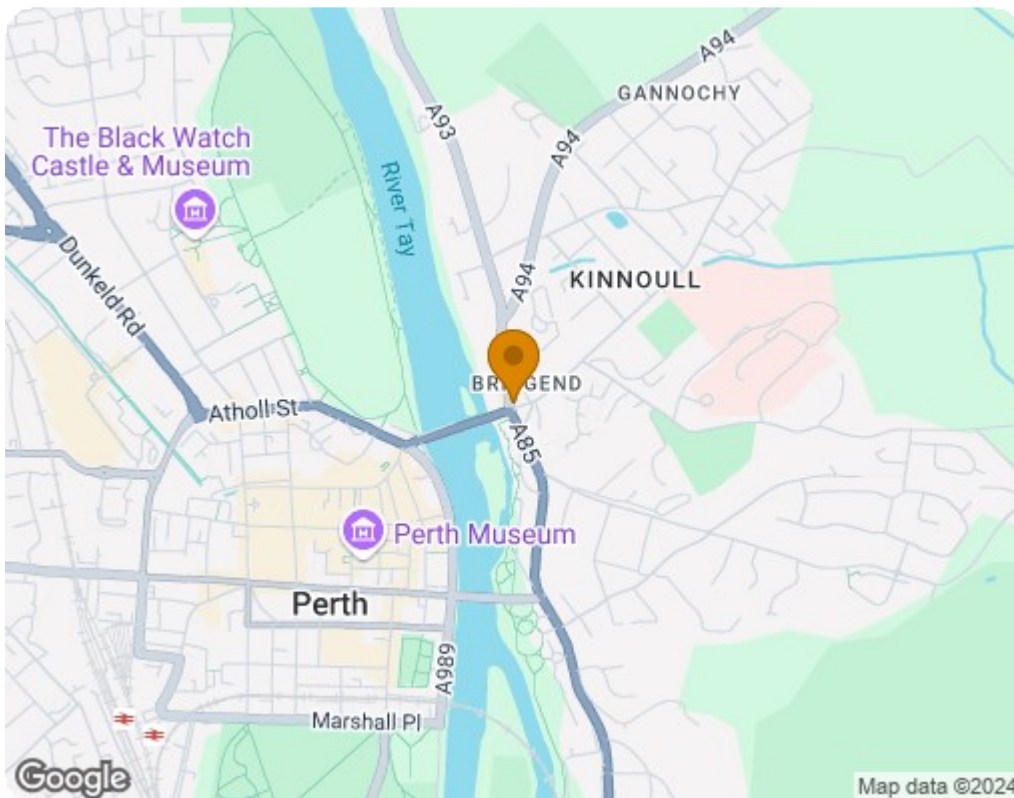 A94
GANNOCHY
A93
The Black Watch
Castle & Museum
A94
River Tay
Dunkeld Rd
A94
KINNOULL
BRIDGEND
Atholl St
A85
Perth Museum
Perth
A989
Marshall Pl
Google
Map data ©2024